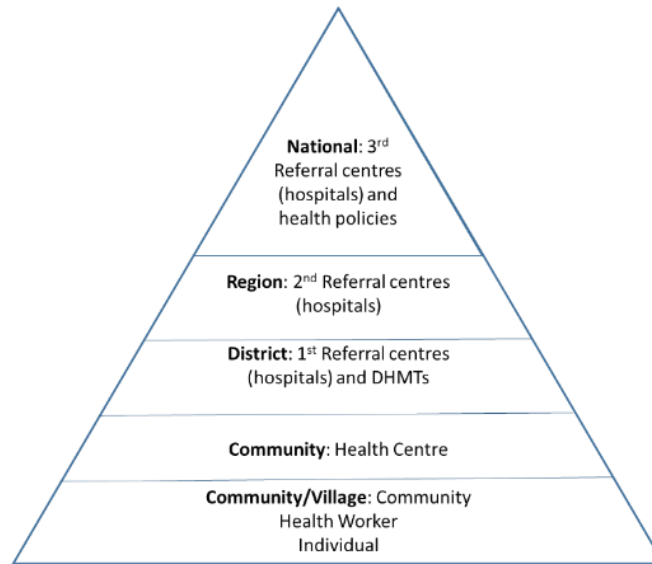 National: 3rd
Referral centres
(hospitals) and
health policies
Region: 2nd Referral centres
(hospitals)
District: 1st Referral centres
(hospitals) and DHMTs
Community: Health Centre
Community/Village: Community
Health Worker
Individual